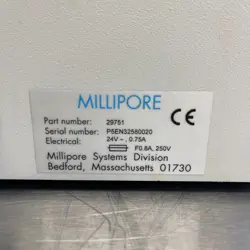 MILLIPORE
CE
Part number: 29751
Serial number: P5EN32580020
Electrical: 24V⎓, 0.75A
F0.8A, 250V
Millipore Systems Division
Bedford, Massachusetts 01730